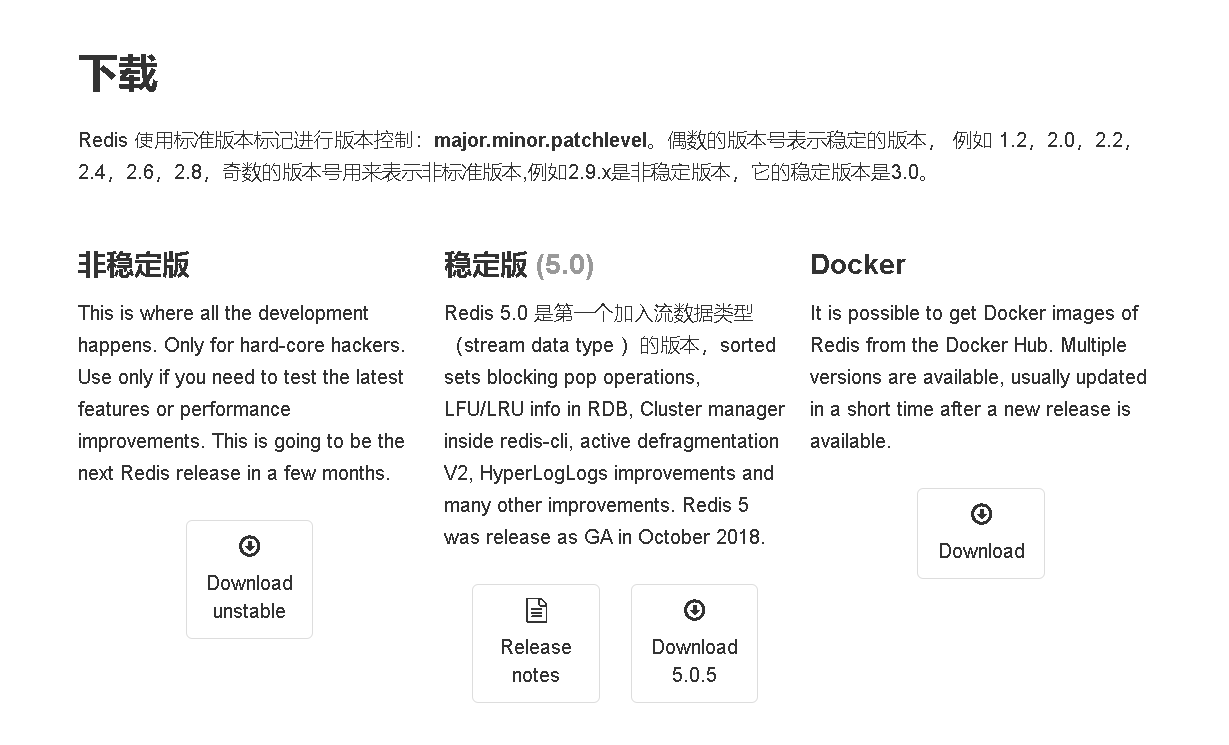 下载
Redis 使用标准版本标记进行版本控制：major.minor.patchlevel。偶数的版本号表示稳定的版本， 例如 1.2，2.0，2.2，
2.4，2.6，2.8，奇数的版本号用来表示非标准版本,例如2.9.x是非稳定版本，它的稳定版本是3.0。
非稳定版
This is where all the development
happens. Only for hard-core hackers.
Use only if you need to test the latest
features or performance
improvements. This is going to be the
next Redis release in a few months.
Download
unstable
稳定版 (5.0)
Redis 5.0 是第一个加入流数据类型
（stream data type ）的版本，sorted
sets blocking pop operations,
LFU/LRU info in RDB, Cluster manager
inside redis-cli, active defragmentation
V2, HyperLogLogs improvements and
many other improvements. Redis 5
was release as GA in October 2018.
Release
notes
Download
5.0.5
Docker
It is possible to get Docker images of
Redis from the Docker Hub. Multiple
versions are available, usually updated
in a short time after a new release is
available.
Download